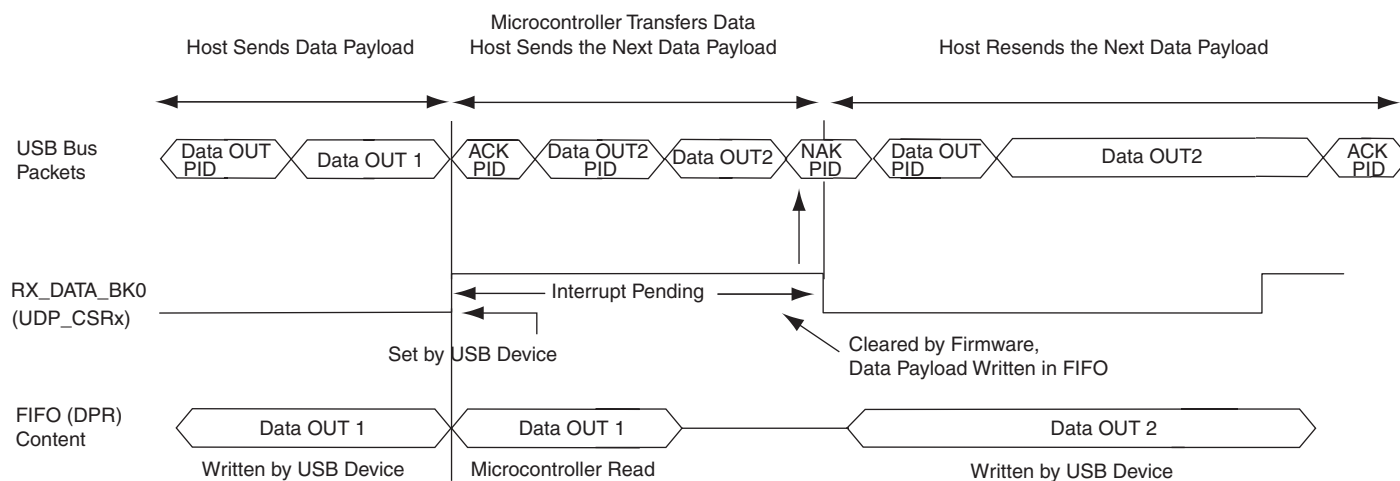 Microcontroller Transfers Data
Host Sends Data Payload
Host Sends the Next Data Payload
Host Resends the Next Data Payload
USB Bus
Packets
Data OUT
PID
Data OUT 1
ACK
PID
Data OUT2
PID
Data OUT2
NAK
PID
Data OUT
PID
Data OUT2
ACK
PID
RX_DATA_BK0
(UDP_CSRx)
Interrupt Pending
Set by USB Device
Cleared by Firmware,
Data Payload Written in FIFO
FIFO (DPR)
Content
Data OUT 1
Data OUT 1
Data OUT 2
Written by USB Device
Microcontroller Read
Written by USB Device